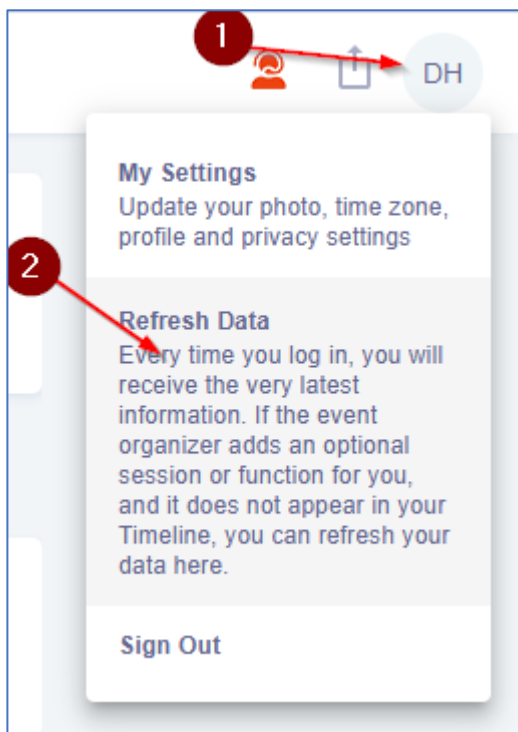 1
DH
My Settings
Update your photo, time zone,
profile and privacy settings
2
Refresh Data
Every time you log in, you will
receive the very latest
information. If the event
organizer adds an optional
session or function for you,
and it does not appear in your
Timeline, you can refresh your
data here.
Sign Out